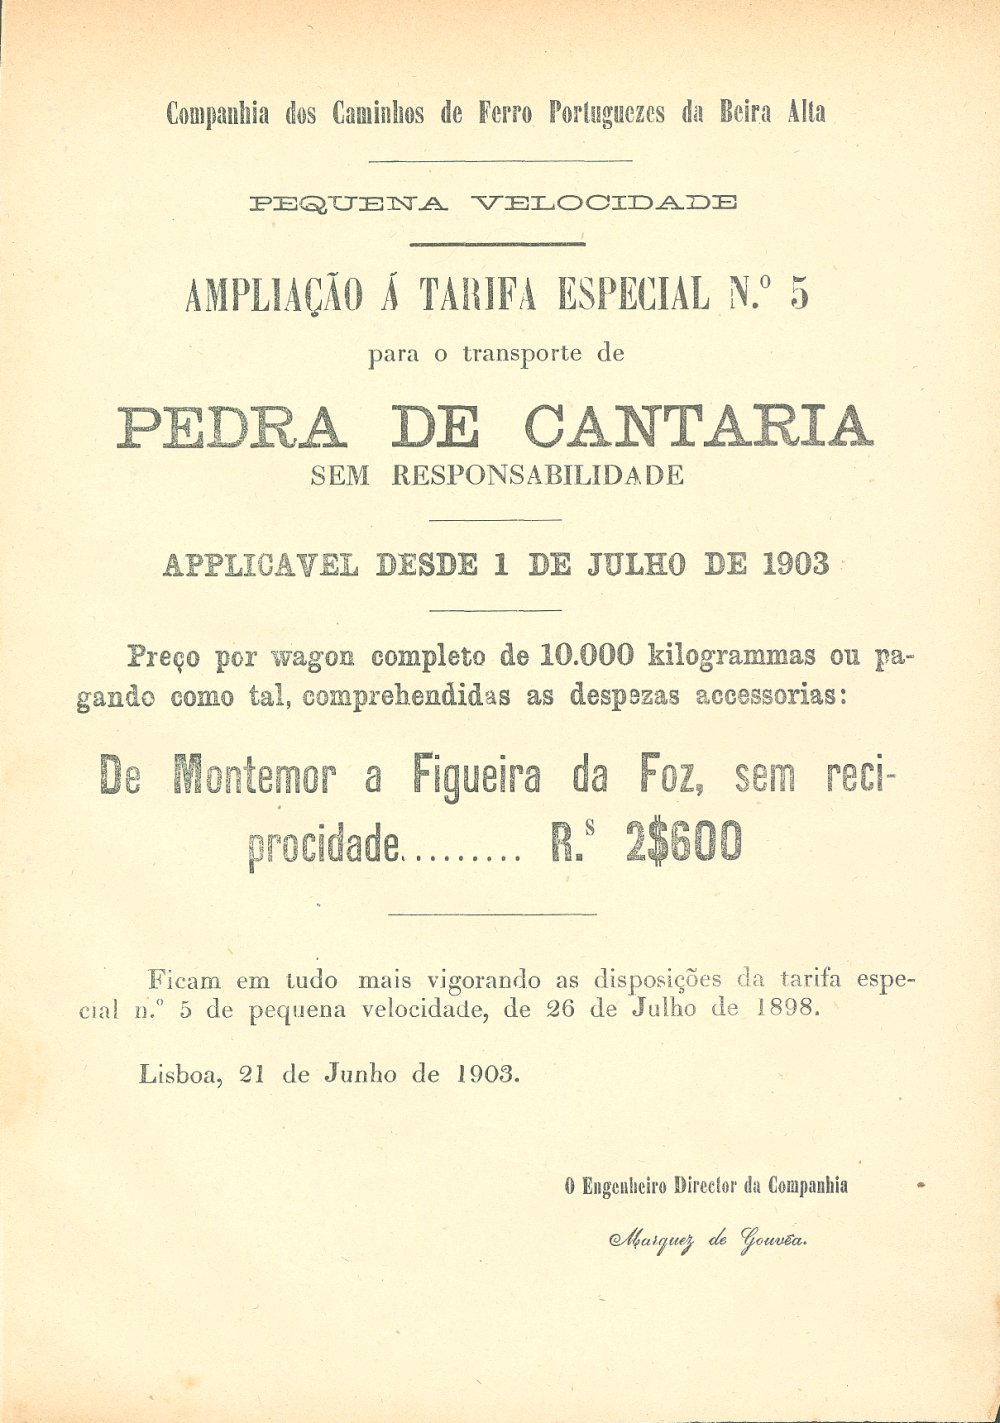 Companhia dos Caminhos de Ferro Portuguezes da Beira Alta
PEQUENA VELOCIDADE
AMPLIAÇÃO Á TARIFA ESPECIAL N.º 5
para o transporte de
PEDRA DE CANTARIA
SEM RESPONSABILIDADE
APPLICAVEL DESDE 1 DE JULHO DE 1903
Preço por wagon completo de 10.000 kilogrammas ou pa-
gando como tal, comprehendidas as despezas accessorias:
De Montemor a Figueira da Foz, sem reci-
procidade......... R.s 2$600
Ficam em tudo mais vigorando as disposições da tarifa espe-
cial n.º 5 de pequena velocidade, de 26 de Julho de 1898.
Lisboa, 21 de Junho de 1903.
O Engenheiro Director da Companhia
Marquez de Gouvêa.